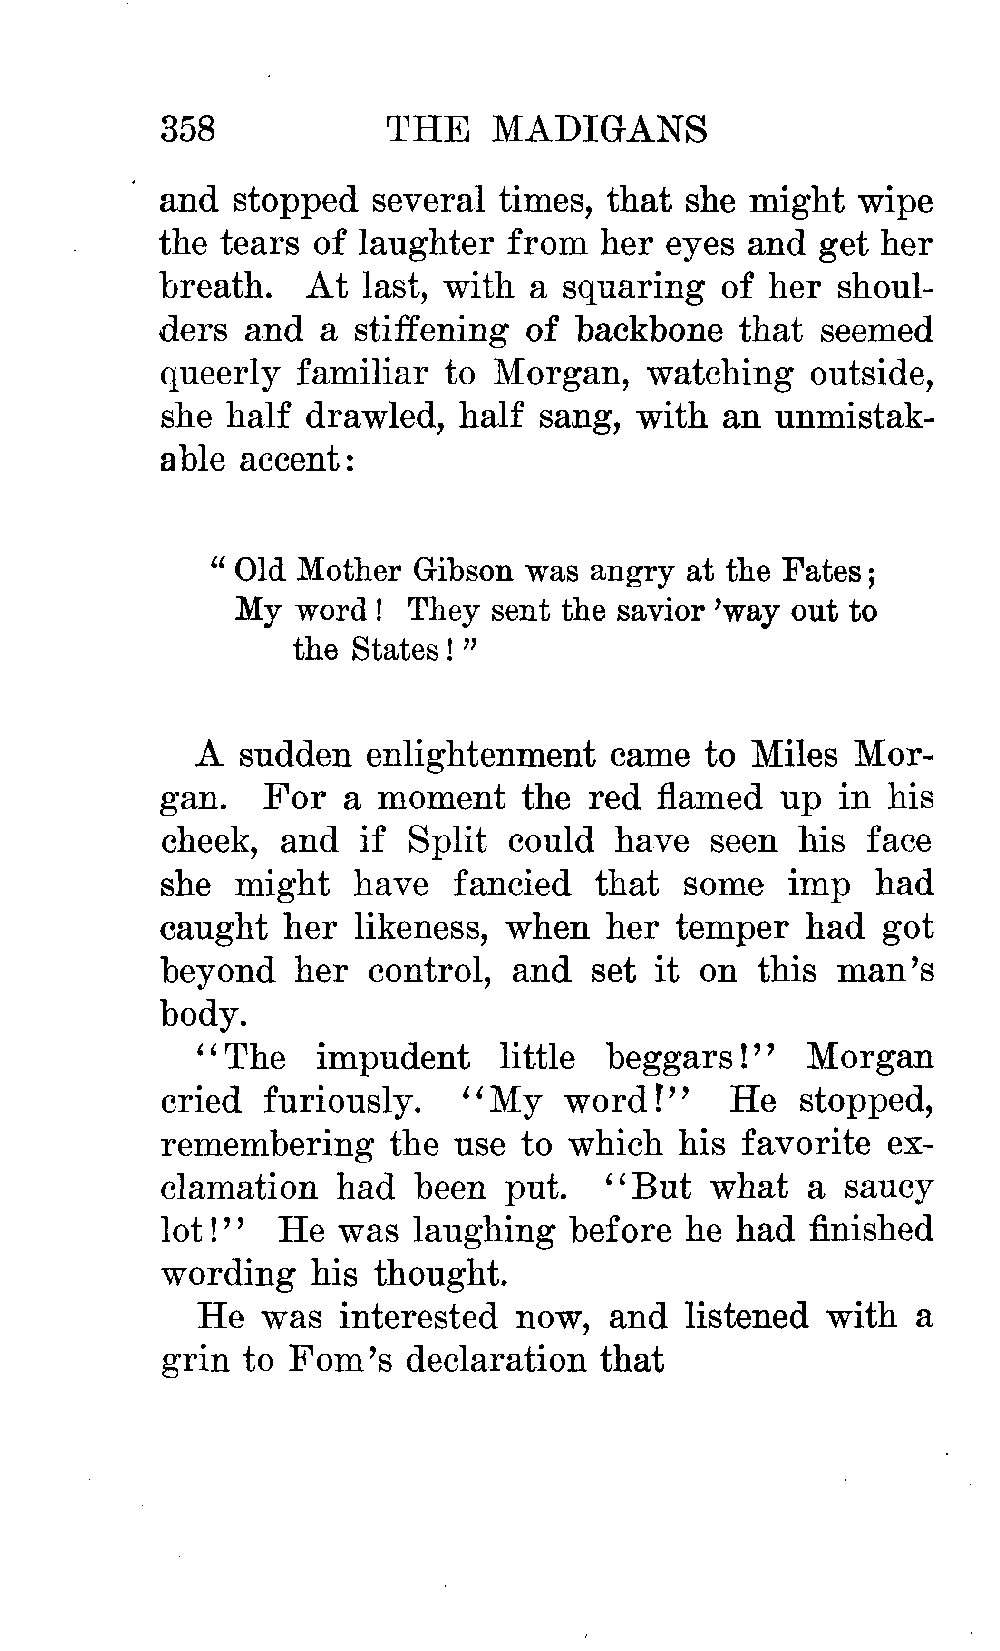 358 THE MADIGANS
and stopped several times, that she might wipe
the tears of laughter from her eyes and get her
breath. At last, with a squaring of her shoul-
ders and a stiffening of backbone that seemed
queerly familiar to Morgan, watching outside,
she half drawled, half sang, with an unmistak-
able accent:
“Old Mother Gibson was angry at the Fates;
My word! They sent the savior ’way out to
the States!”
A sudden enlightenment came to Miles Mor-
gan. For a moment the red flamed up in his
cheek, and if Split could have seen his face
she might have fancied that some imp had
caught her likeness, when her temper had got
beyond her control, and set it on this man’s
body.
“The impudent little beggars!” Morgan
cried furiously. “My word!” He stopped,
remembering the use to which his favorite ex-
clamation had been put. “But what a saucy
lot!” He was laughing before he had finished
wording his thought.
He was interested now, and listened with a
grin to Fom’s declaration that